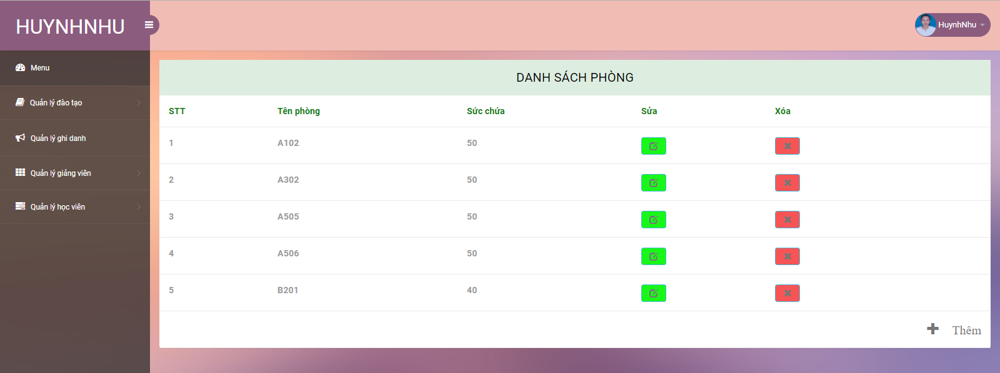 HUYNHNHU
HuynhNhu
Menu
Quản lý đào tạo
Quản lý ghi danh
Quản lý giảng viên
Quản lý học viên
DANH SÁCH PHÒNG
STT Tên phòng Sức chứa Sửa Xóa
1 A102 50
2 A302 50
3 A505 50
4 A506 50
5 B201 40
Thêm